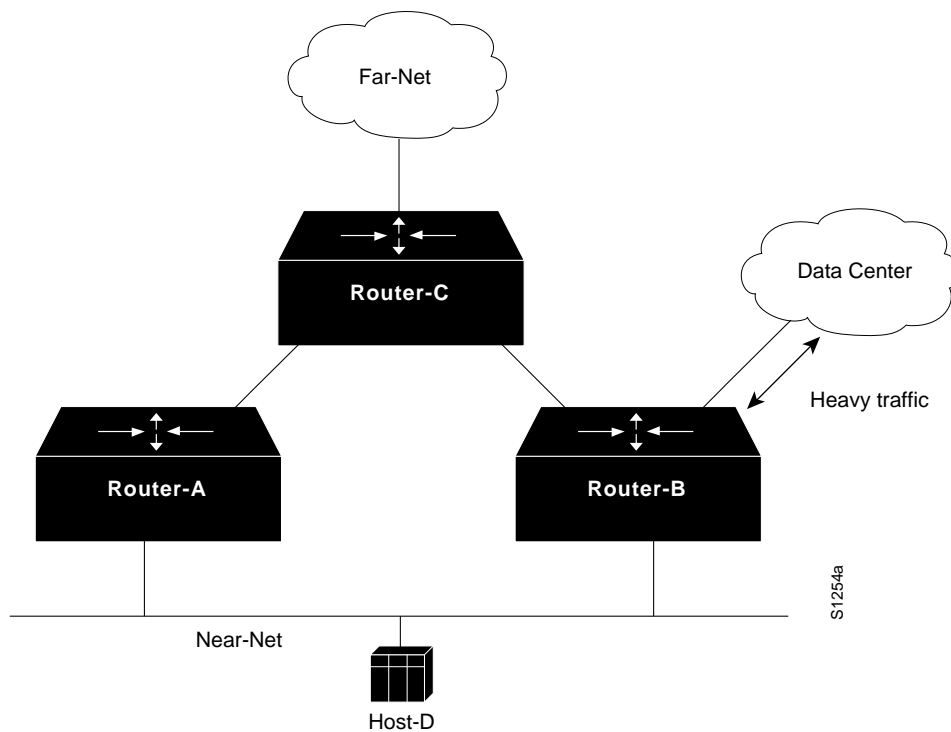 Far-Net
Router-C
Data Center
Heavy traffic
Router-A
Router-B
S1254a
Near-Net
Host-D